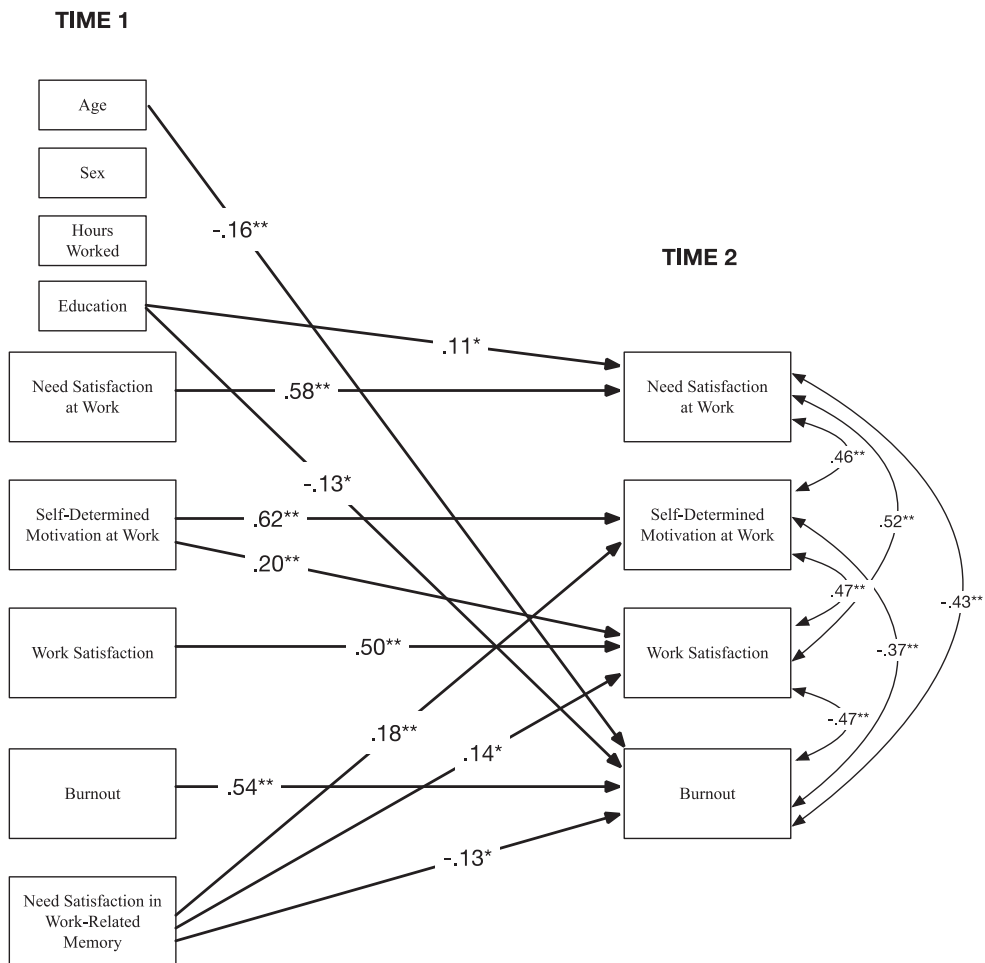 TIME 1
Age
Sex
Hours
Worked
-.16**
TIME 2
Education
.11*
Need Satisfaction
at Work
.58**
Need Satisfaction
at Work
.46**
-.13*
Self-Determined
Motivation at Work
.62**
.20**
Self-Determined
Motivation at Work
.52**
.47**
-.43**
Work Satisfaction
.50**
Work Satisfaction
-.37**
.18**
.14*
-.47**
Burnout
.54**
Burnout
-.13*
Need Satisfaction in
Work-Related
Memory